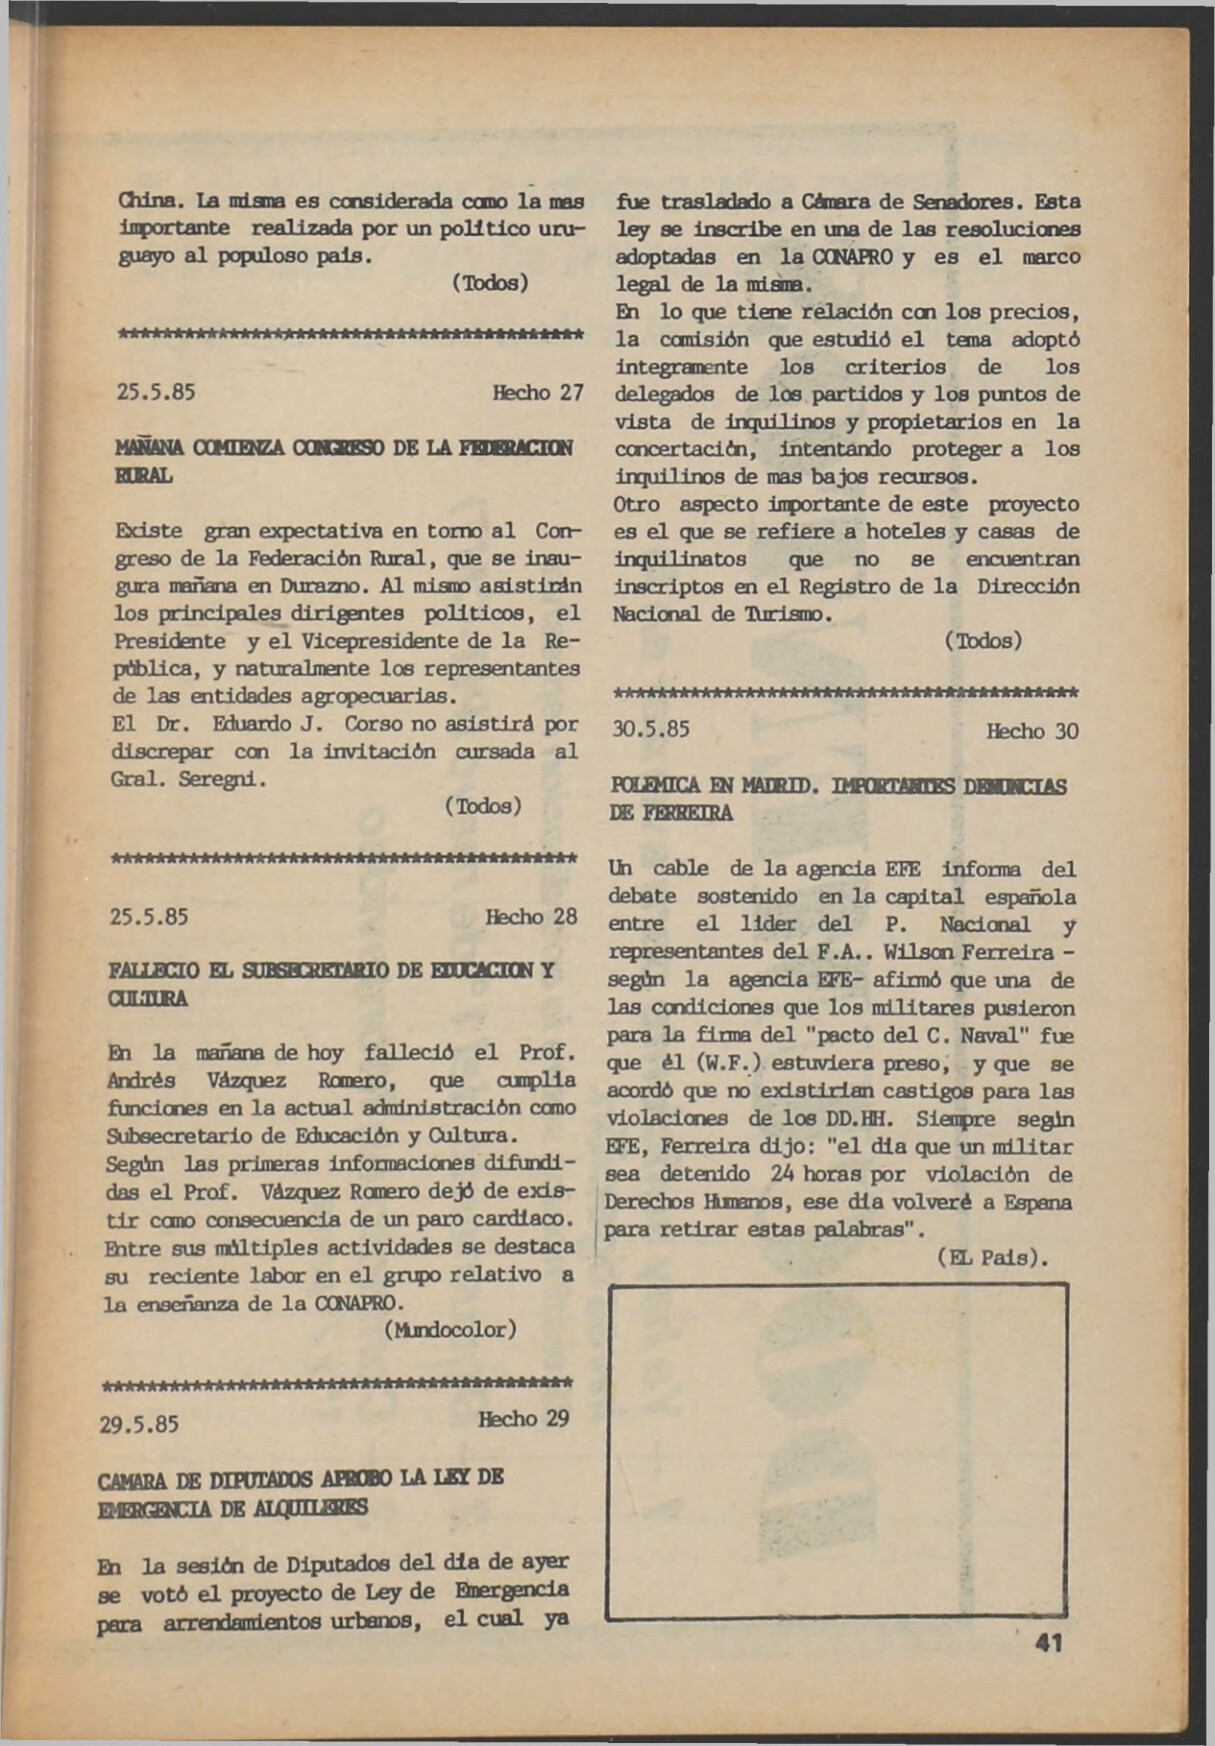 China. La misma es considerada como la mas
importante realizada por un político uru-
guayo al populoso país.
(Todos)
******************************************
25.5.85 Hecho 27
MAÑANA COMIENZA CONGRESO DE LA FEDERACION
RURAL
Existe gran expectativa en torno al Con-
greso de la Federación Rural, que se inau-
gura mañana en Durazno. Al mismo asistirán
los principales dirigentes políticos, el
Presidente y el Vicepresidente de la Re-
pública, y naturalmente los representantes
de las entidades agropecuarias.
El Dr. Eduardo J. Corso no asistirá por
discrepar con la invitación cursada al
Gral. Seregni.
(Todos)
******************************************
25.5.85 Hecho 28
FALLECIO EL SUBSECRETARIO DE EDUCACION Y
CULTURA
En la mañana de hoy falleció el Prof.
Andrés Vázquez Romero, que cumplía
funciones en la actual administración como
Subsecretario de Educación y Cultura.
Según las primeras informaciones difundi-
das el Prof. Vázquez Romero dejó de exis-
tir como consecuencia de un paro cardíaco.
Entre sus múltiples actividades se destaca
su reciente labor en el grupo relativo a
la enseñanza de la CONAPRO.
(Mundocolor)
******************************************
29.5.85 Hecho 29
CAMARA DE DIPUTADOS APROBO LA LEY DE
EMERGENCIA DE ALQUILERES
En la sesión de Diputados del día de ayer
se votó el proyecto de Ley de Emergencia
para arrendamientos urbanos, el cual ya
fue trasladado a Cámara de Senadores. Esta
ley se inscribe en una de las resoluciones
adoptadas en la CONAPRO y es el marco
legal de la misma.
En lo que tiene relación con los precios,
la comisión que estudió el tema adoptó
integramente los criterios de los
delegados de los partidos y los puntos de
vista de inquilinos y propietarios en la
concertación, intentando proteger a los
inquilinos de mas bajos recursos.
Otro aspecto importante de este proyecto
es el que se refiere a hoteles y casas de
inquilinatos que no se encuentran
inscriptos en el Registro de la Dirección
Nacional de Turismo.
(Todos)
******************************************
30.5.85 Hecho 30
POLEMICA EN MADRID. IMPORTANTES DENUNCIAS
DE FERREIRA
Un cable de la agencia EFE informa del
debate sostenido en la capital española
entre el líder del P. Nacional y
representantes del F.A.. Wilson Ferreira -
según la agencia EFE- afirmó que una de
las condiciones que los militares pusieron
para la firma del "pacto del C. Naval" fue
que él (W.F.) estuviera preso, y que se
acordó que no existirían castigos para las
violaciones de los DD.HH. Siempre según
EFE, Ferreira dijo: "el día que un militar
sea detenido 24 horas por violación de
Derechos Humanos, ese día volveré a Espana
para retirar estas palabras".
(EL País).
41